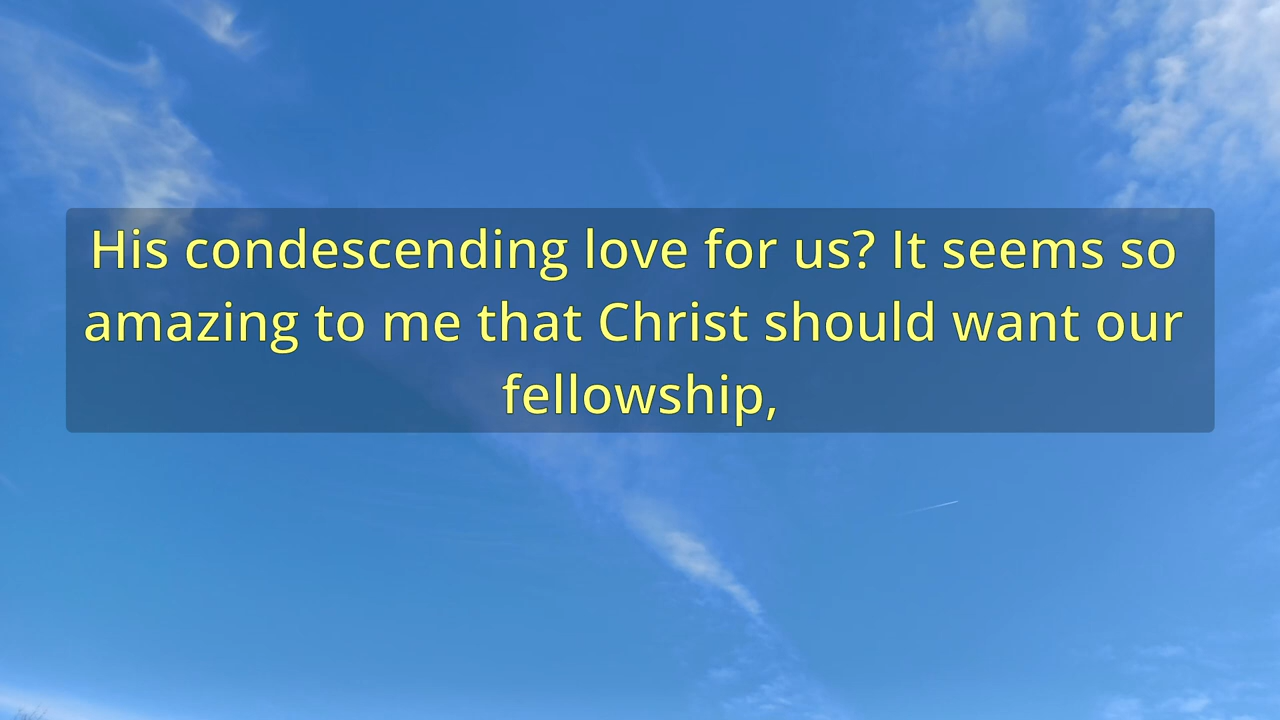 His condescending love for us? It seems so
amazing to me that Christ should want our
fellowship,